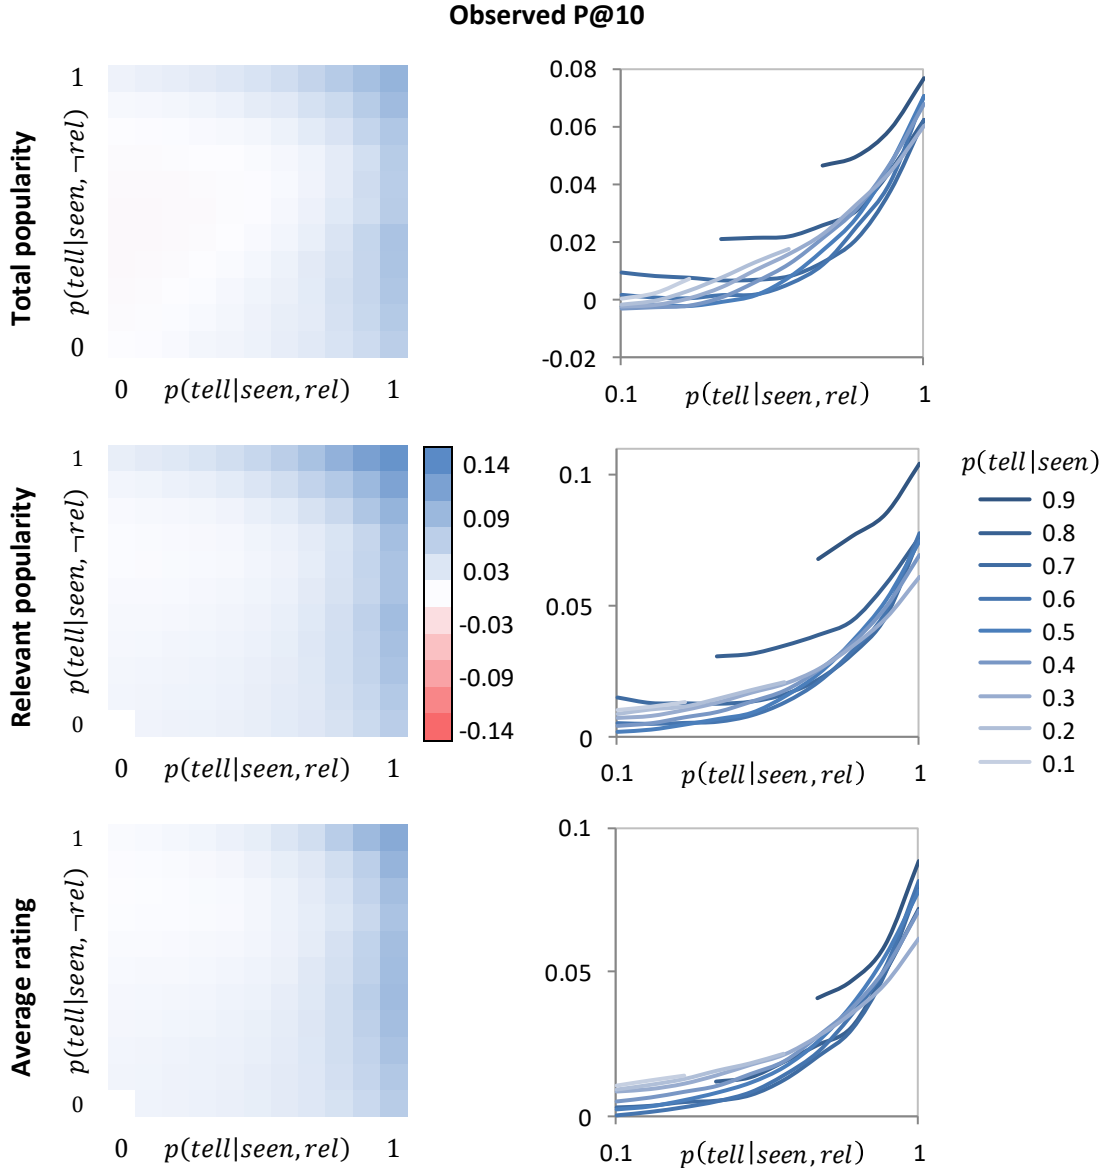 Observed P@10
Total popularity
p(tell|seen, ¬rel)
1
0
0 p(tell|seen, rel) 1
0.08
0.06
0.04
0.02
0
-0.02
0.1 p(tell|seen, rel) 1
Relevant popularity
p(tell|seen, ¬rel)
1
0
0 p(tell|seen, rel) 1
0.14
0.09
0.03
-0.03
-0.09
-0.14
0.1
0.05
0
0.1 p(tell|seen, rel) 1
p(tell|seen)
0.9
0.8
0.7
0.6
0.5
0.4
0.3
0.2
0.1
Average rating
p(tell|seen, ¬rel)
1
0
0 p(tell|seen, rel) 1
0.1
0.05
0
0.1 p(tell|seen, rel) 1